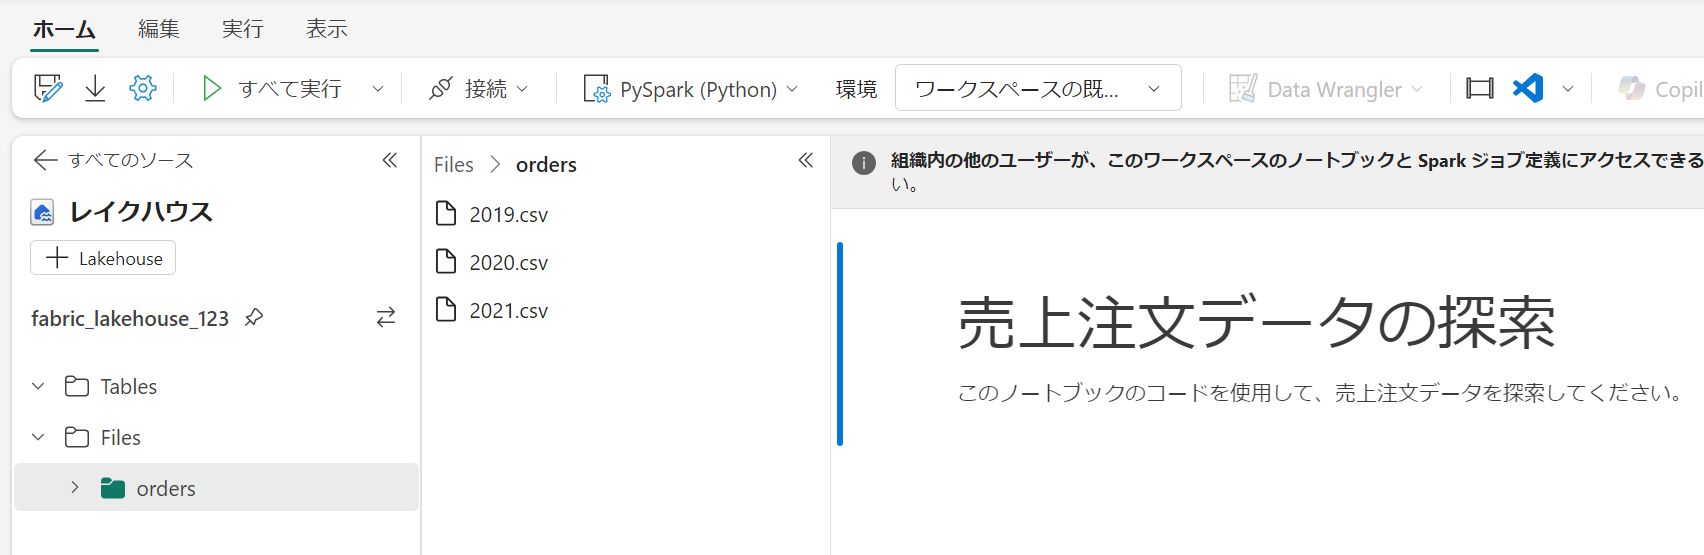 ホーム 編集 実行 表示
すべて実行 接続 PySpark (Python) 環境 ワークスペースの既... Data Wrangler Copil
すべてのソース
レイクハウス
Lakehouse
fabric_lakehouse_123
Tables
Files
orders
Files > orders
2019.csv
2020.csv
2021.csv
組織内の他のユーザーが、このワークスペースのノートブックと Spark ジョブ定義にアクセスできる
い。
売上注文データの探索
このノートブックのコードを使用して、売上注文データを探索してください。